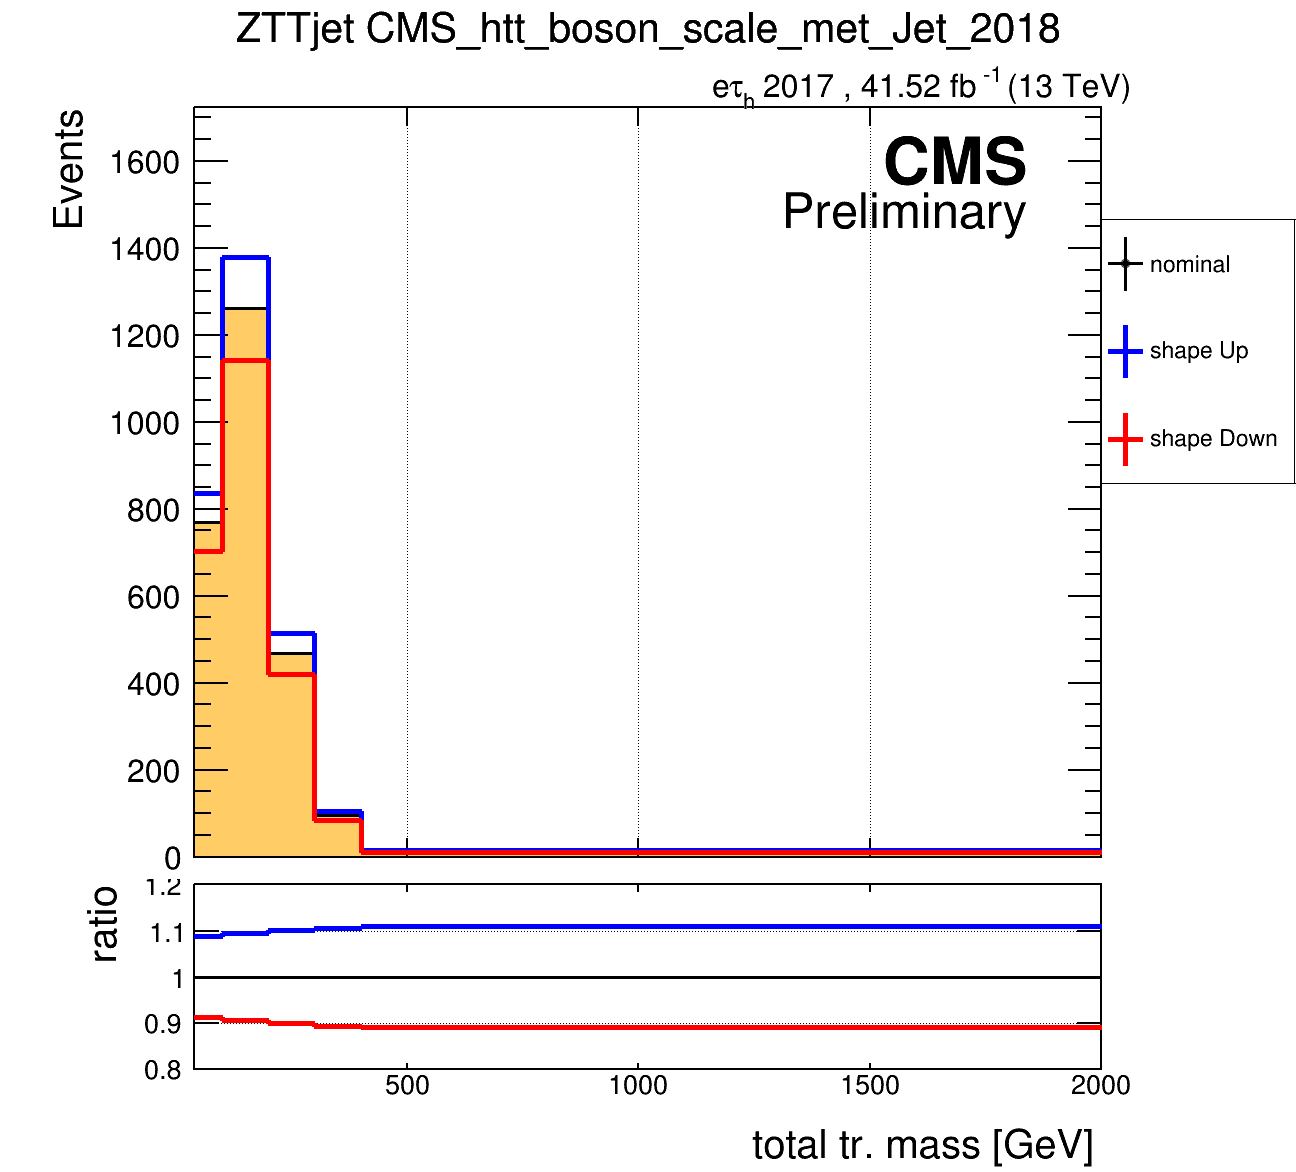 ZTTjet CMS_htt_boson_scale_met_Jet_2018
eτh 2017 , 41.52 fb-1 (13 TeV)
Events
1600
1400
1200
1000
800
600
400
200
0
CMS
Preliminary
nominal
shape Up
shape Down
ratio
1.2
1.1
1
0.9
0.8
500
1000
1500
2000
total tr. mass [GeV]